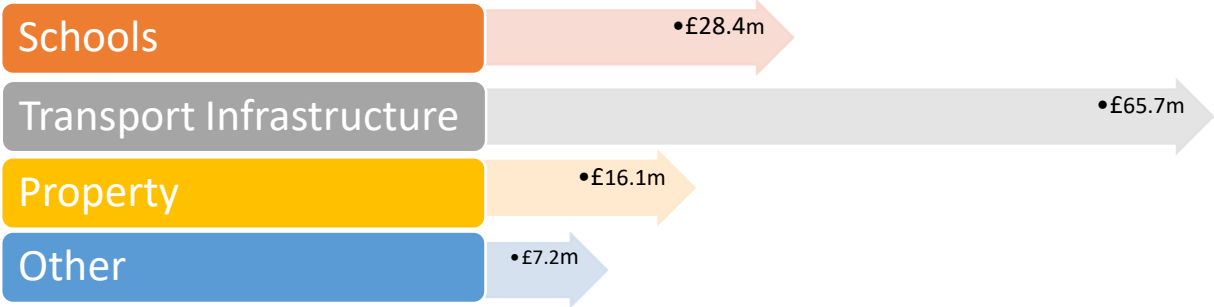 Schools
•£28.4m
Transport Infrastructure
•£65.7m
Property
•£16.1m
Other
•£7.2m